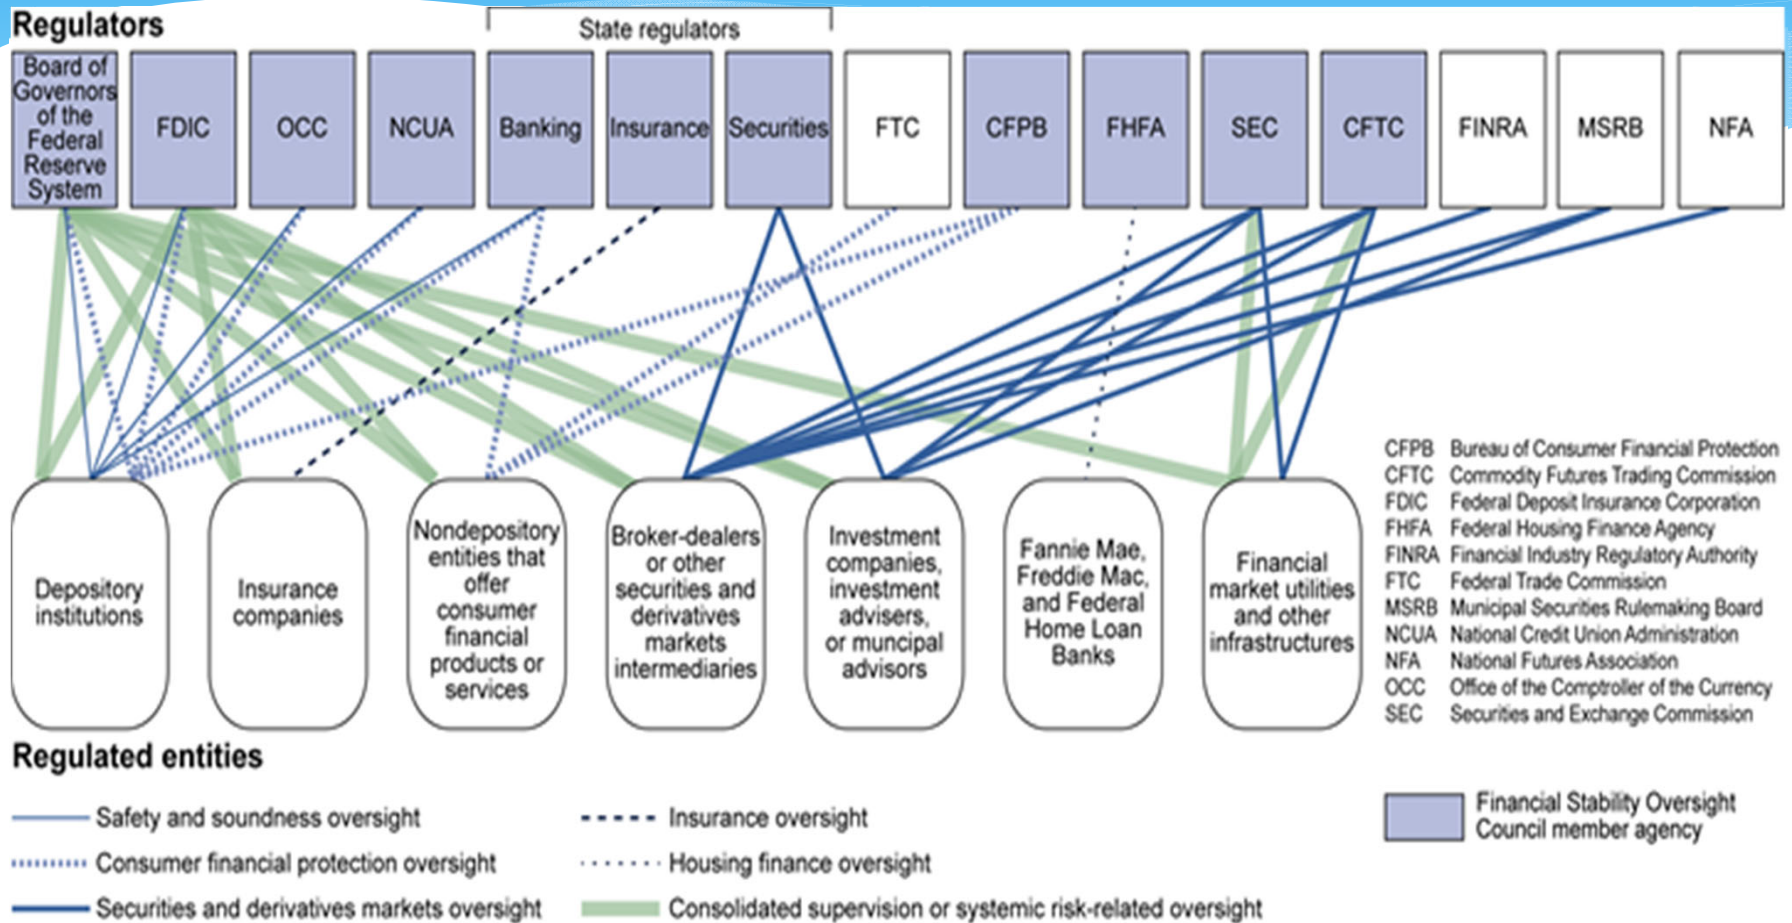 Regulators
State regulators
Board of
Governors
of the
Federal
Reserve
System
FDIC
OCC
NCUA
Banking
Insurance
Securities
FTC
CFPB
FHFA
SEC
CFTC
FINRA
MSRB
NFA
Depository
institutions
Insurance
companies
Nondepository
entities that
offer
consumer
financial
products or
services
Broker-dealers
or other
securities and
derivatives
markets
intermediaries
Investment
companies,
investment
advisers,
or muncipal
advisors
Fannie Mae,
Freddie Mac,
and Federal
Home Loan
Banks
Financial
market utilities
and other
infrastructures
CFPB Bureau of Consumer Financial Protection
CFTC Commodity Futures Trading Commission
FDIC Federal Deposit Insurance Corporation
FHFA Federal Housing Finance Agency
FINRA Financial Industry Regulatory Authority
FTC Federal Trade Commission
MSRB Municipal Securities Rulemaking Board
NCUA National Credit Union Administration
NFA National Futures Association
OCC Office of the Comptroller of the Currency
SEC Securities and Exchange Commission
Regulated entities
Safety and soundness oversight
Consumer financial protection oversight
Securities and derivatives markets oversight
Insurance oversight
Housing finance oversight
Consolidated supervision or systemic risk-related oversight
Financial Stability Oversight
Council member agency